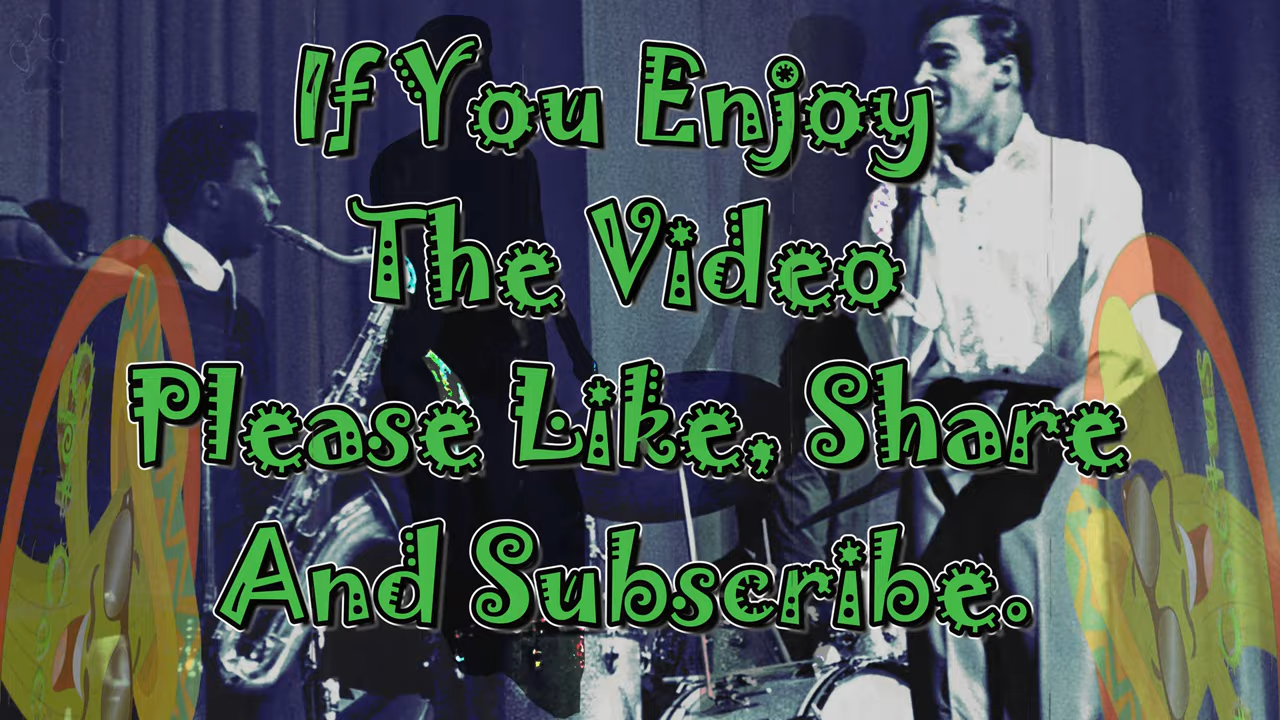 If You Enjoy
The Video
Please Like, Share
And Subscribe.